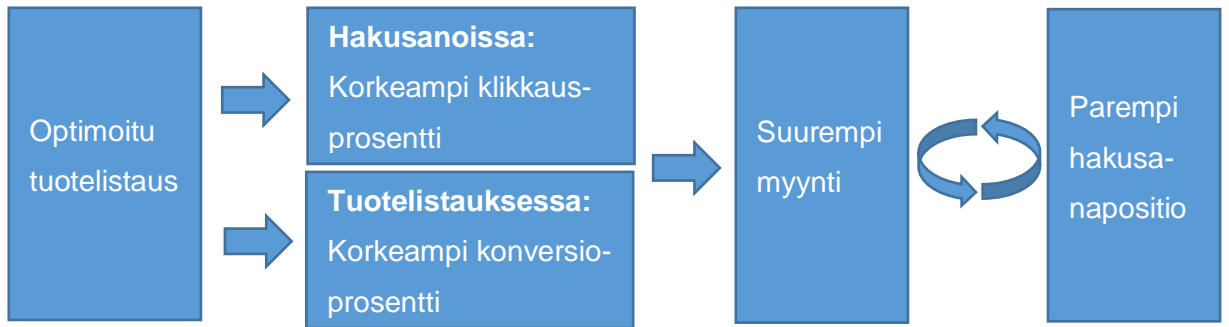 Optimoitu
tuotelistaus
Hakusanoissa:
Korkeampi klikkaus-
prosentti
Tuotelistauksessa:
Korkeampi konversio-
prosentti
Suurempi
myynti
Parempi
hakusa-
napositio